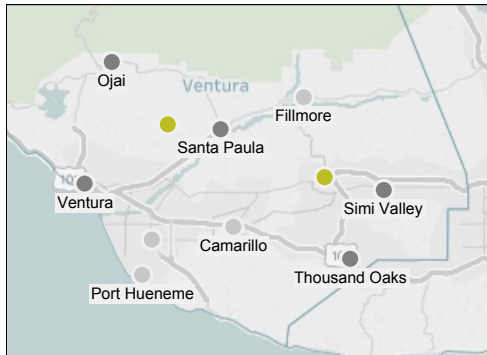 Ojai
Ventura
Fillmore
Santa Paula
Simi Valley
Ventura
Camarillo
Thousand Oaks
Port Hueneme